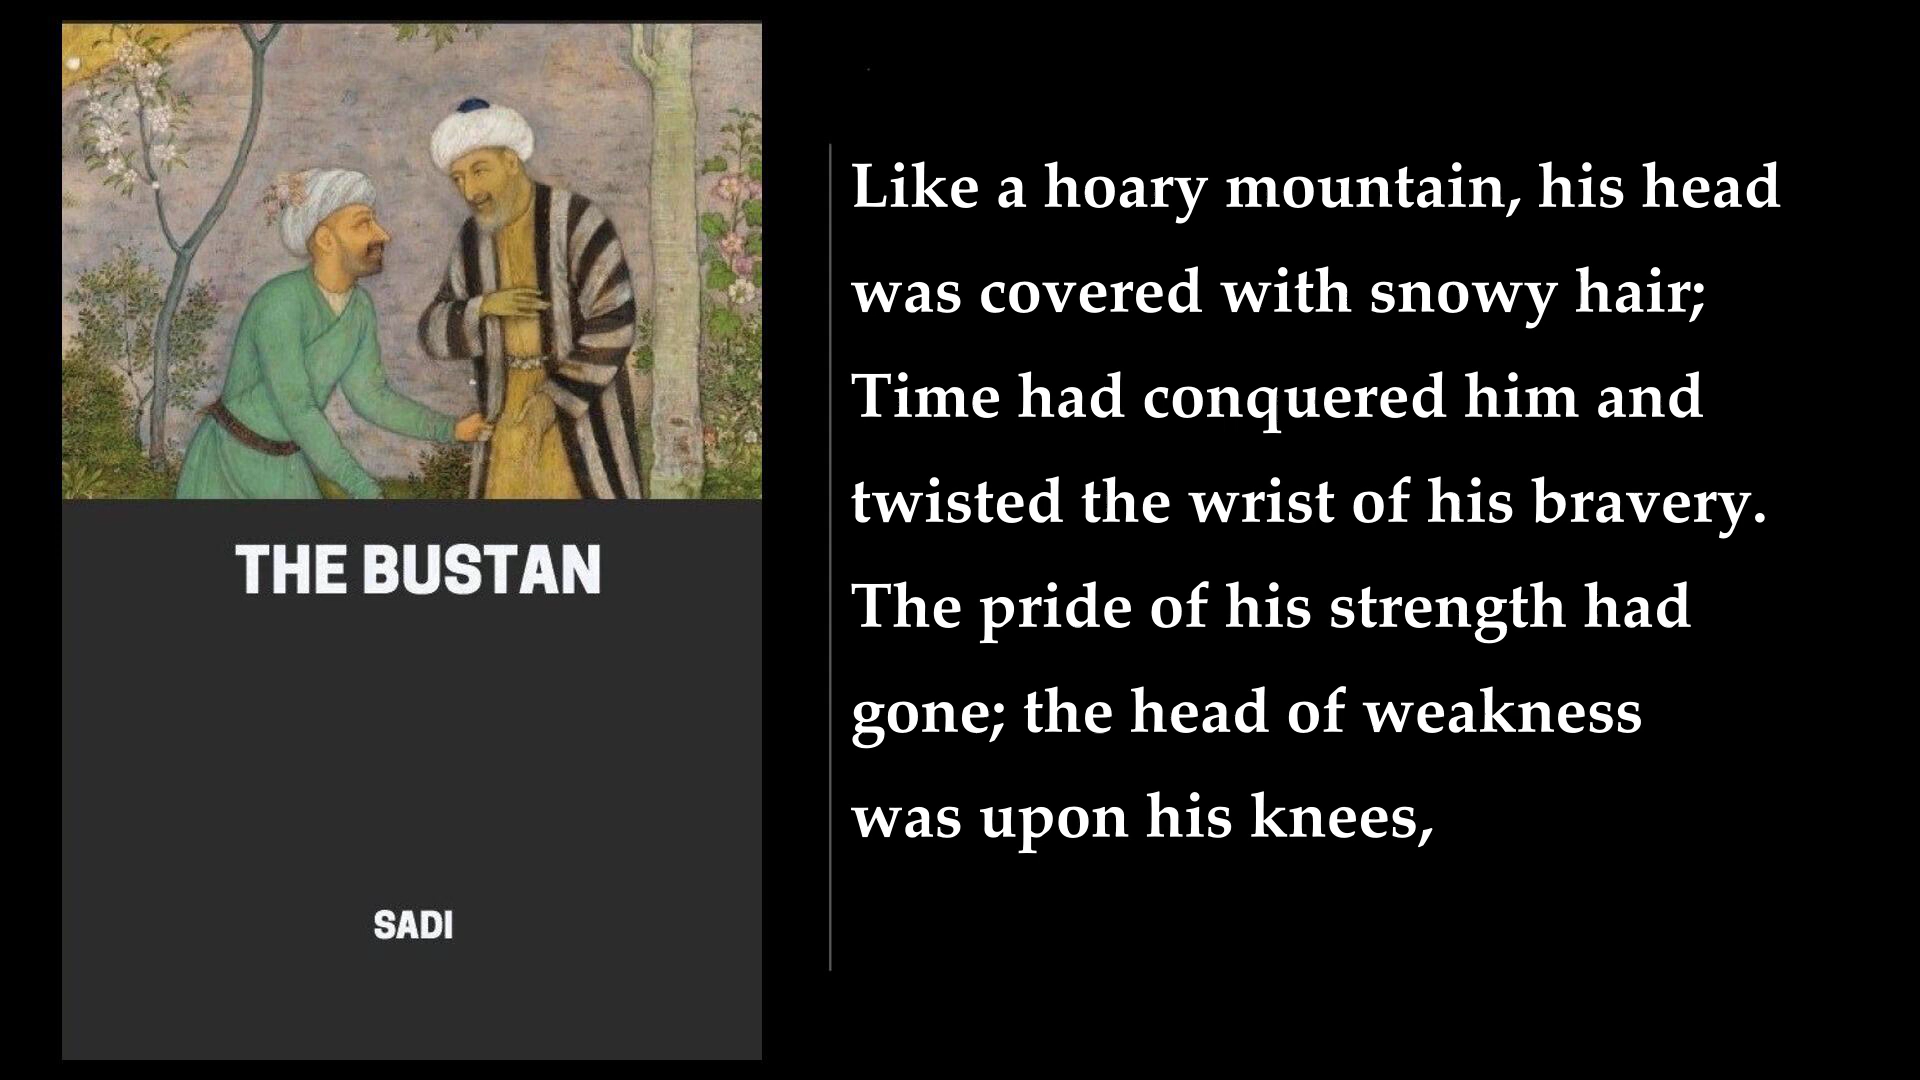 THE BUSTAN
SADI
Like a hoary mountain, his head
was covered with snowy hair;
Time had conquered him and
twisted the wrist of his bravery.
The pride of his strength had
gone; the head of weakness
was upon his knees,